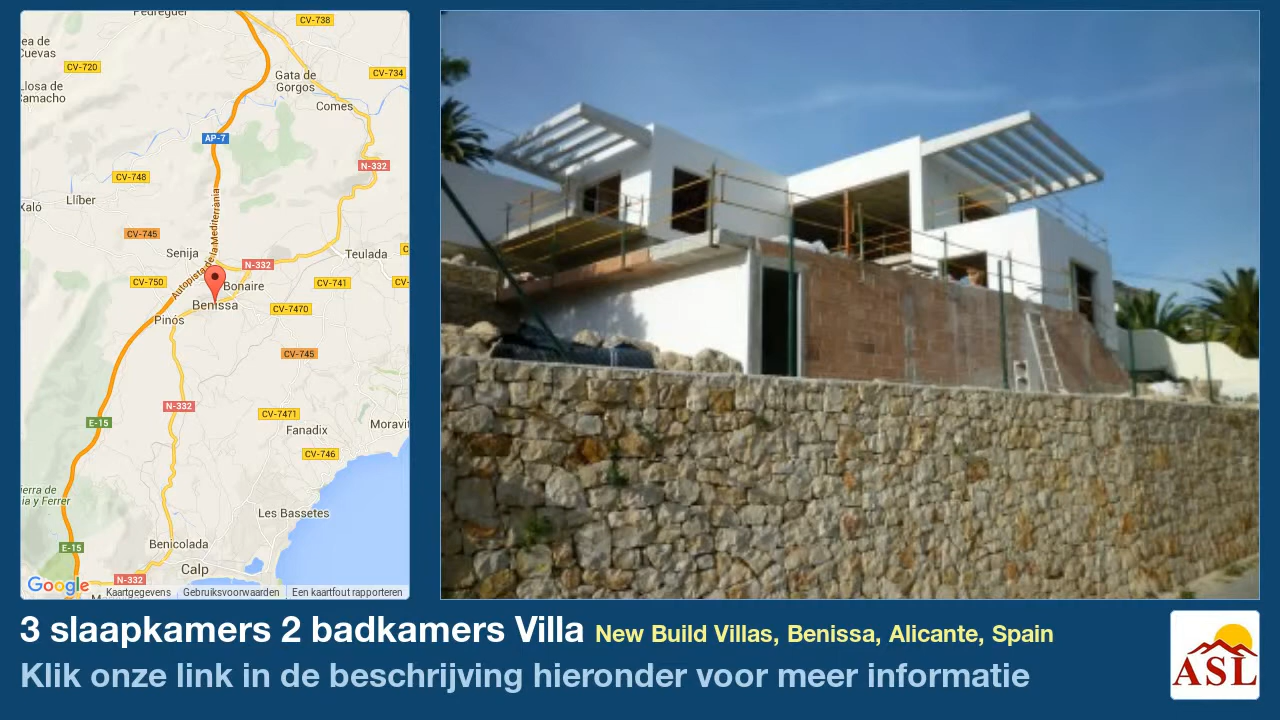 Pedreguer
CV-738
ea de
Cuevas
CV-720
Gata de
Gorgos
CV-734
Llosa de
Camacho
Comes
AP-7
N-332
CV-748
Llíber
Xaló
Autopista de la Mediterrània
CV-745
Senija
Teulada
N-332
CV-750
Bonaire
CV-741
CV-
Benissa
CV-7470
Pinós
CV-745
N-332
CV-7471
E-15
Fanadix
Moravit
CV-746
ierra de
ia y Ferrer
Les Bassetes
E-15
Benicolada
Calp
N-332
Google
Kaartgegevens Gebruiksvoorwaarden Een kaartfout rapporteren
3 slaapkamers 2 badkamers Villa New Build Villas, Benissa, Alicante, Spain
Klik onze link in de beschrijving hieronder voor meer informatie
ASL